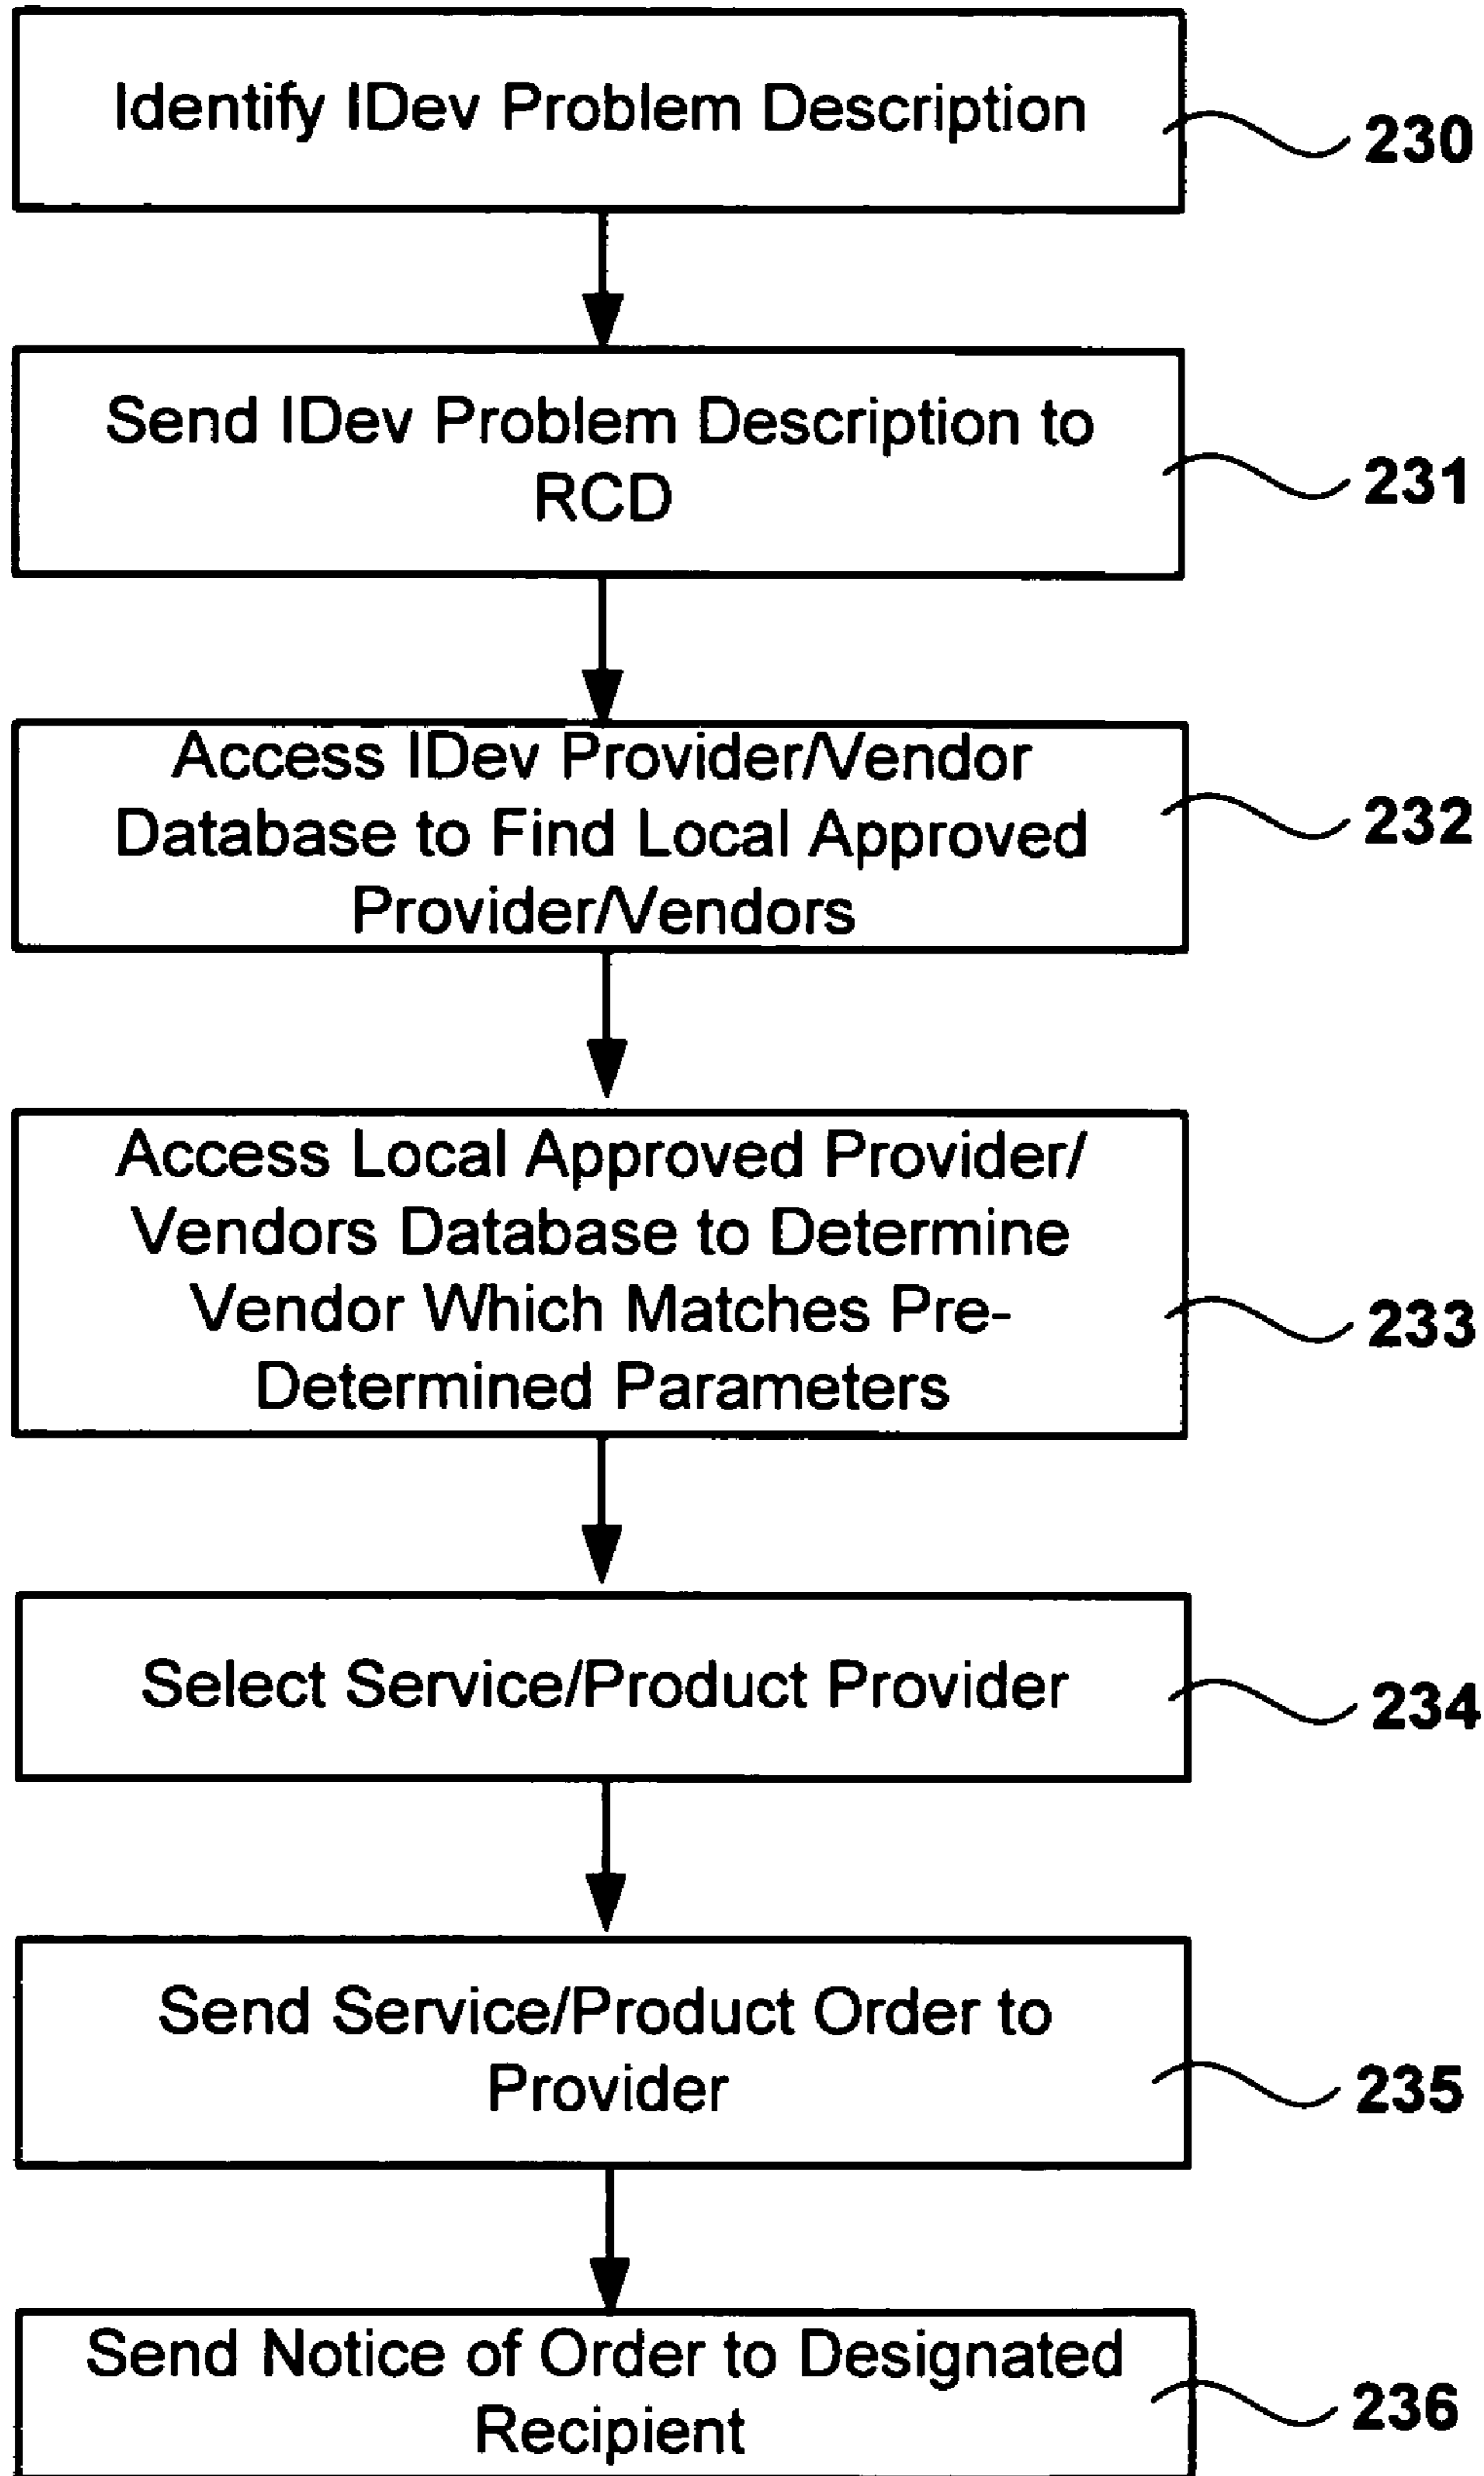 Identify IDev Problem Description
230
Send IDev Problem Description to
RCD
231
Access IDev Provider/Vendor
Database to Find Local Approved
Provider/Vendors
232
Access Local Approved Provider/
Vendors Database to Determine
Vendor Which Matches Pre-
Determined Parameters
233
Select Service/Product Provider
234
Send Service/Product Order to
Provider
235
Send Notice of Order to Designated
Recipient
236